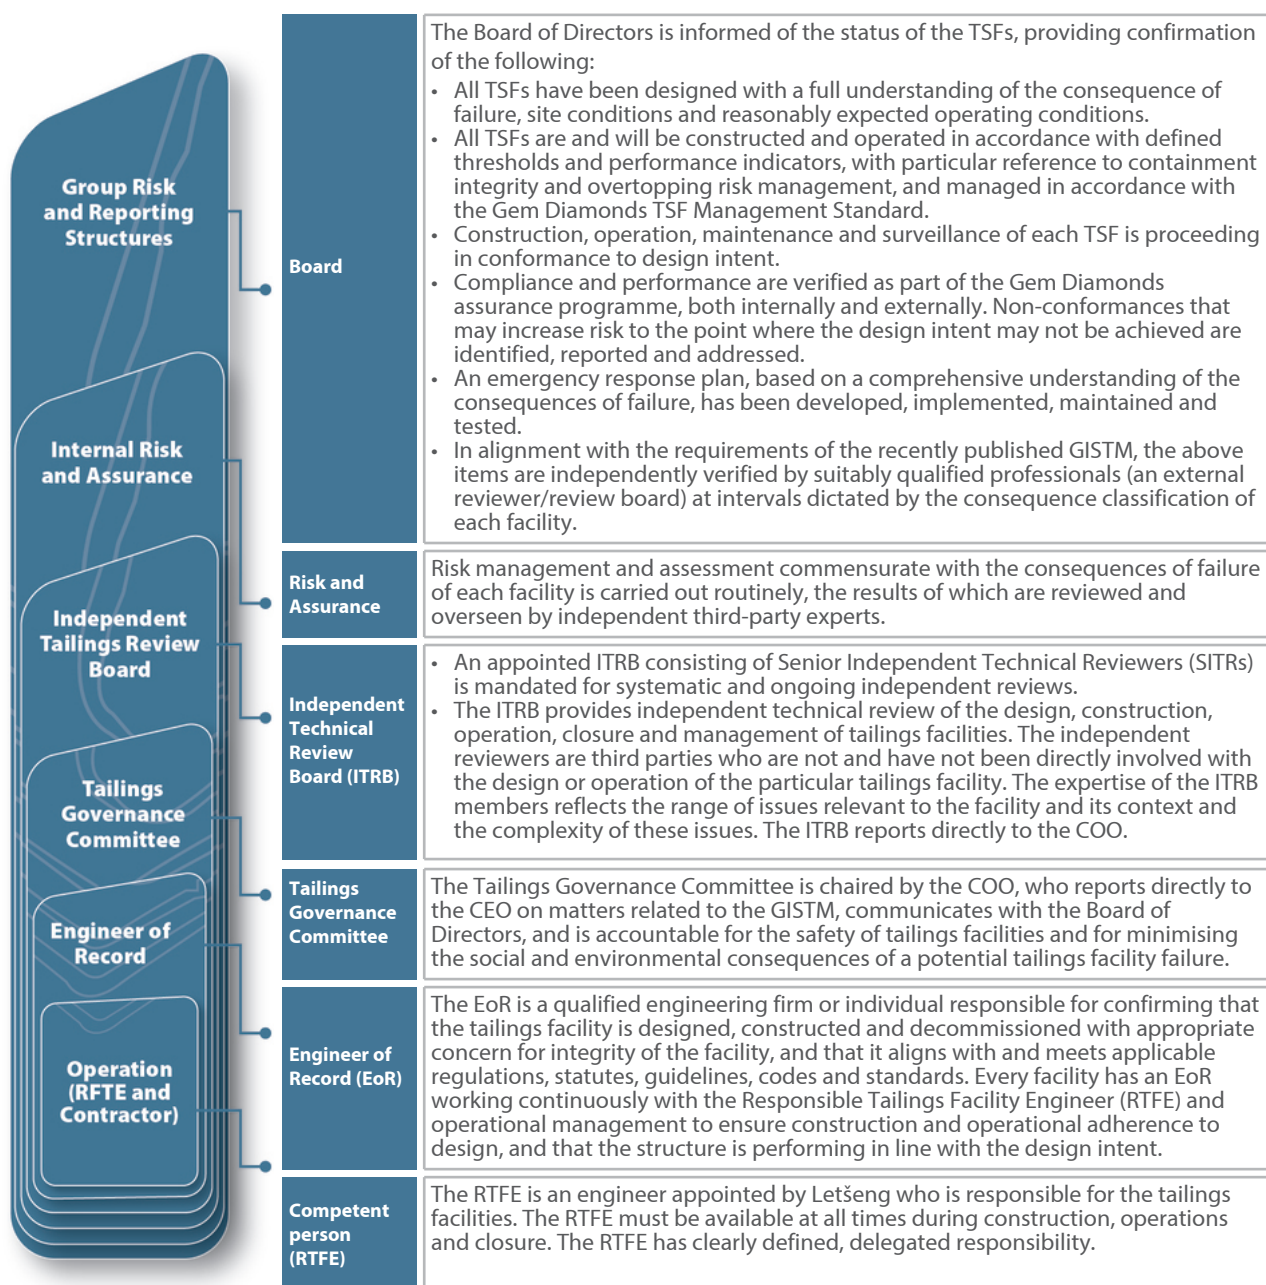 Group Risk
and Reporting
Structures
Internal Risk
and Assurance
Independent
Tailings Review
Board
Tailings
Governance
Committee
Engineer of
Record
Operation
(RFTE and
Contractor)
Board
The Board of Directors is informed of the status of the TSFs, providing confirmation
of the following:
• All TSFs have been designed with a full understanding of the consequence of
failure, site conditions and reasonably expected operating conditions.
• All TSFs are and will be constructed and operated in accordance with defined
thresholds and performance indicators, with particular reference to containment
integrity and overtopping risk management, and managed in accordance with
the Gem Diamonds TSF Management Standard.
• Construction, operation, maintenance and surveillance of each TSF is proceeding
in conformance to design intent.
• Compliance and performance are verified as part of the Gem Diamonds
assurance programme, both internally and externally. Non-conformances that
may increase risk to the point where the design intent may not be achieved are
identified, reported and addressed.
• An emergency response plan, based on a comprehensive understanding of the
consequences of failure, has been developed, implemented, maintained and
tested.
• In alignment with the requirements of the recently published GISTM, the above
items are independently verified by suitably qualified professionals (an external
reviewer/review board) at intervals dictated by the consequence classification of
each facility.
Risk and
Assurance
Risk management and assessment commensurate with the consequences of failure
of each facility is carried out routinely, the results of which are reviewed and
overseen by independent third-party experts.
Independent
Technical
Review
Board (ITRB)
• An appointed ITRB consisting of Senior Independent Technical Reviewers (SITRs)
is mandated for systematic and ongoing independent reviews.
• The ITRB provides independent technical review of the design, construction,
operation, closure and management of tailings facilities. The independent
reviewers are third parties who are not and have not been directly involved with
the design or operation of the particular tailings facility. The expertise of the ITRB
members reflects the range of issues relevant to the facility and its context and
the complexity of these issues. The ITRB reports directly to the COO.
Tailings
Governance
Committee
The Tailings Governance Committee is chaired by the COO, who reports directly to
the CEO on matters related to the GISTM, communicates with the Board of
Directors, and is accountable for the safety of tailings facilities and for minimising
the social and environmental consequences of a potential tailings facility failure.
Engineer of
Record (EoR)
The EoR is a qualified engineering firm or individual responsible for confirming that
the tailings facility is designed, constructed and decommissioned with appropriate
concern for integrity of the facility, and that it aligns with and meets applicable
regulations, statutes, guidelines, codes and standards. Every facility has an EoR
working continuously with the Responsible Tailings Facility Engineer (RTFE) and
operational management to ensure construction and operational adherence to
design, and that the structure is performing in line with the design intent.
Competent
person
(RTFE)
The RTFE is an engineer appointed by Letšeng who is responsible for the tailings
facilities. The RTFE must be available at all times during construction, operations
and closure. The RTFE has clearly defined, delegated responsibility.